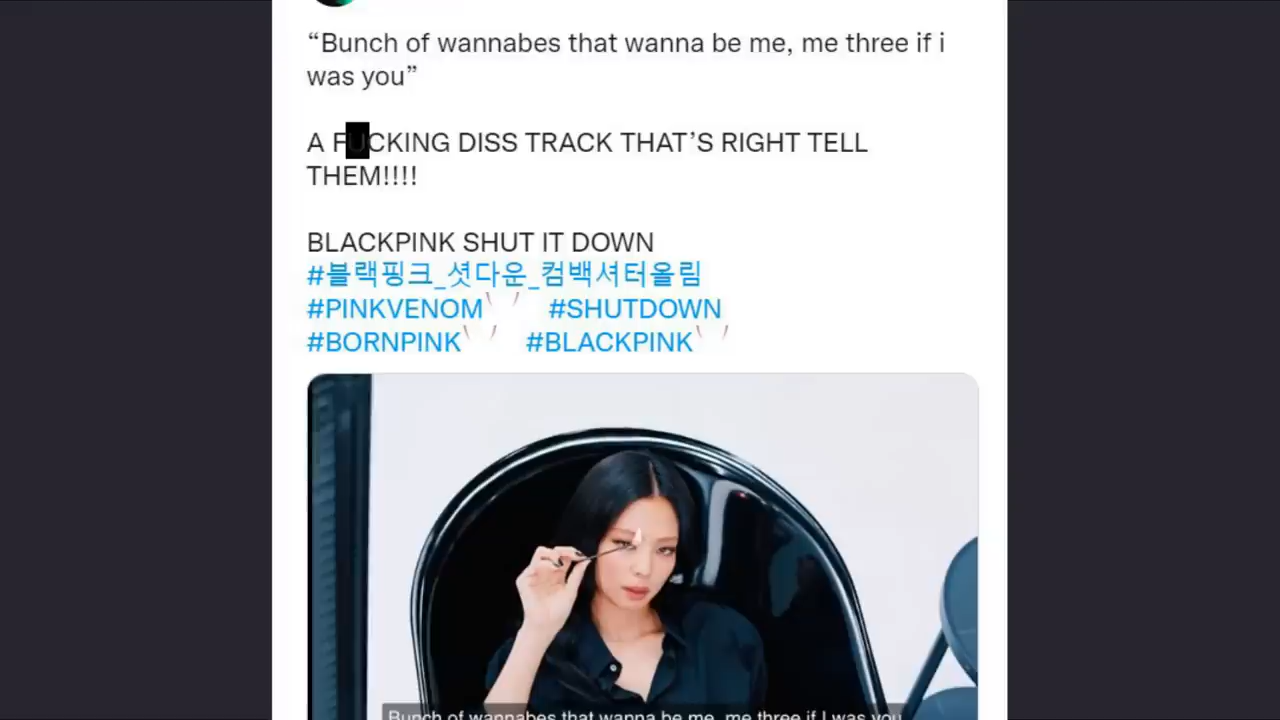 “Bunch of wannabes that wanna be me, me three if i
was you”
A FUCKING DISS TRACK THAT’S RIGHT TELL
THEM!!!!
BLACKPINK SHUT IT DOWN
#블랙핑크_셧다운_컴백셔터올림
#PINKVENOM #SHUTDOWN
#BORNPINK #BLACKPINK
Bunch of wannabes that wanna be me, me three if I was you